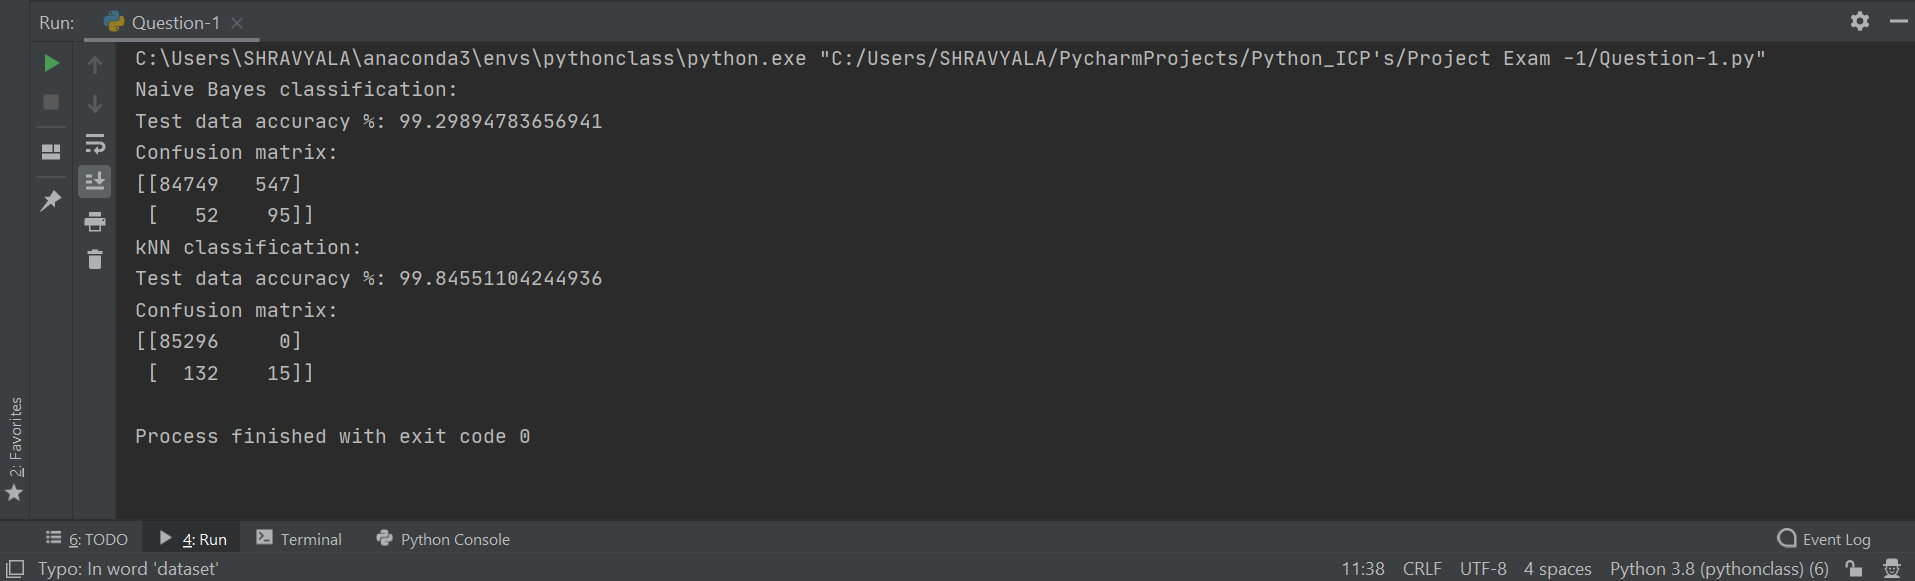 Run: Question-1
C:\Users\SHRAVYALA\anaconda3\envs\pythonclass\python.exe "C:/Users/SHRAVYALA/PycharmProjects/Python_ICP's/Project Exam -1/Question-1.py"
Naive Bayes classification:
Test data accuracy %: 99.29894783656941
Confusion matrix:
[[84749   547]
 [   52    95]]
kNN classification:
Test data accuracy %: 99.84551104244936
Confusion matrix:
[[85296     0]
 [  132    15]]
Process finished with exit code 0
2: Favorites
6: TODO 4: Run Terminal Python Console Event Log
Typo: In word 'dataset' 11:38 CRLF UTF-8 4 spaces Python 3.8 (pythonclass) (6)